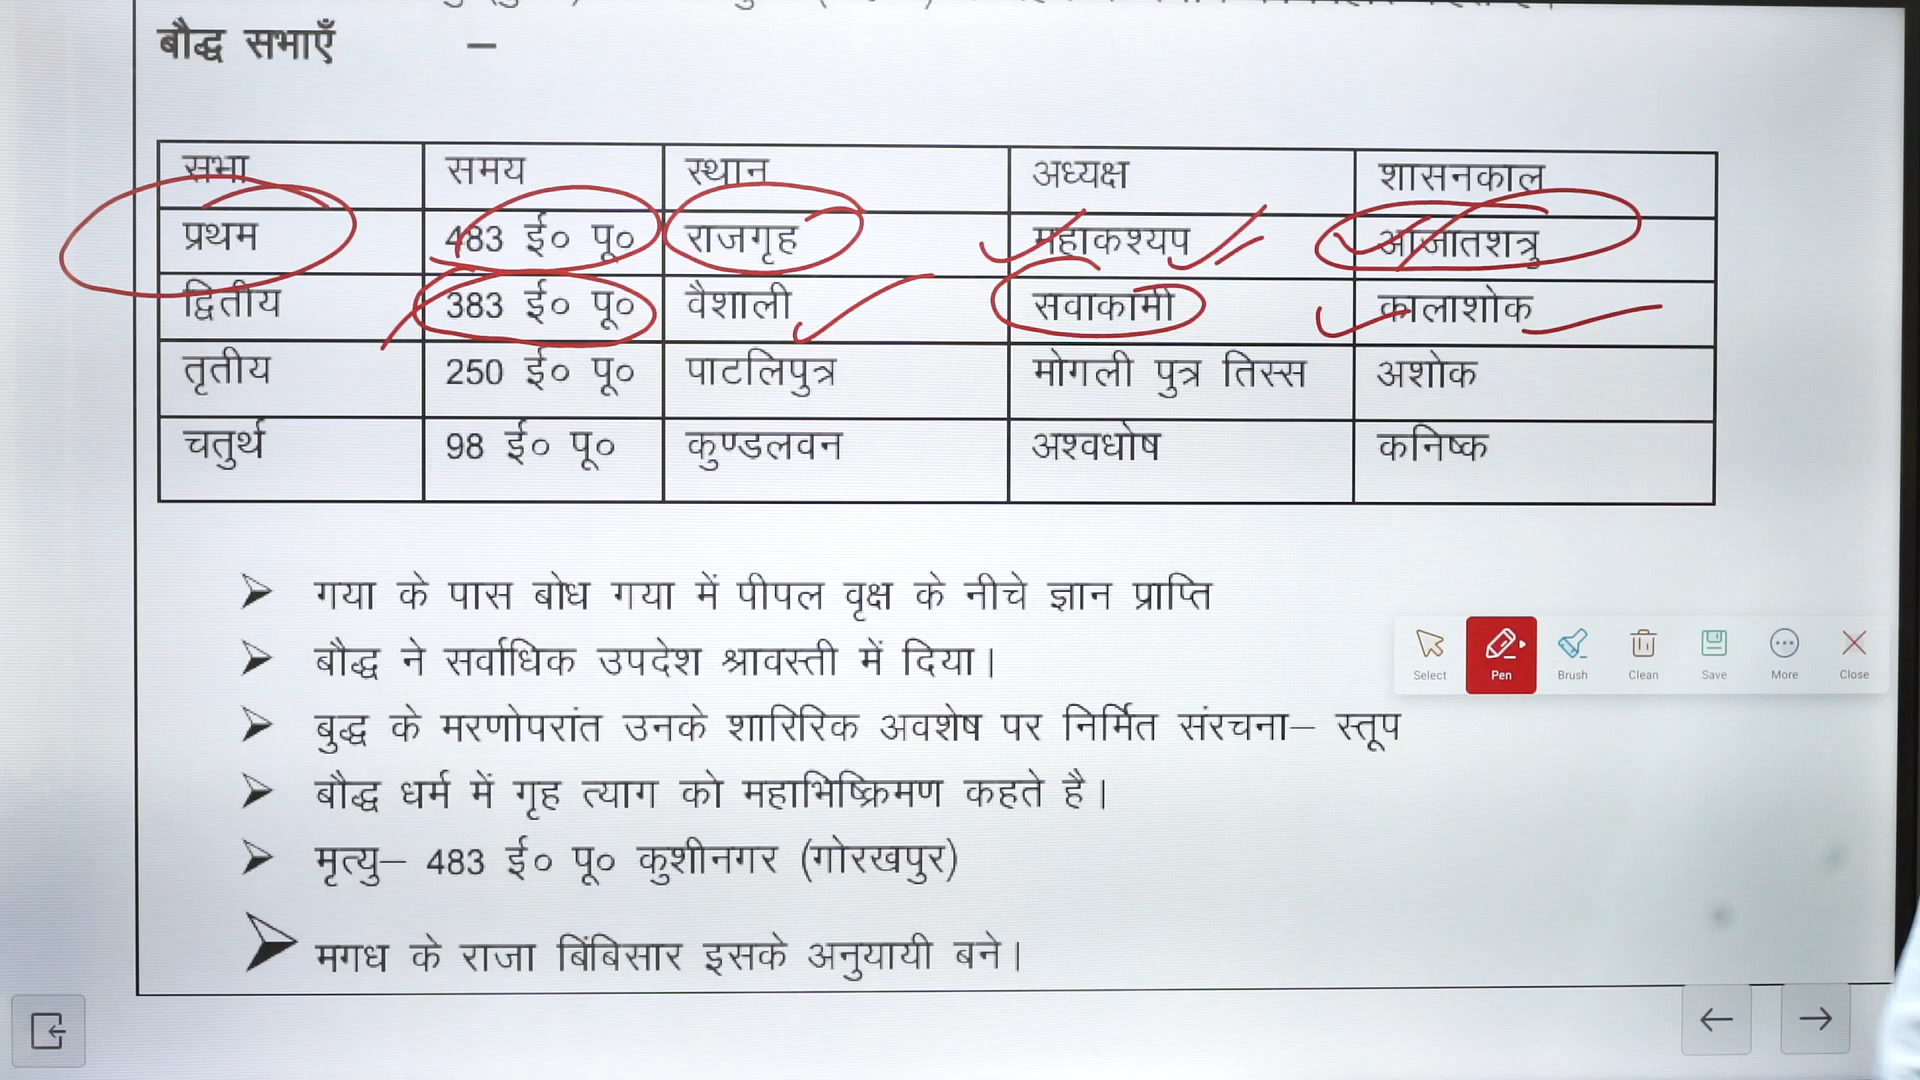 बौद्ध सभाएँ –
सभा समय स्थान अध्यक्ष शासनकाल
प्रथम 483 ई० पू० राजगृह महाकश्यप आजातशत्रु
द्वितीय 383 ई० पू० वैशाली सवाकामी कालाशोक
तृतीय 250 ई० पू० पाटलिपुत्र मोगली पुत्र तिस्स अशोक
चतुर्थ 98 ई० पू० कुण्डलवन अश्वधोष कनिष्क
गया के पास बोध गया में पीपल वृक्ष के नीचे ज्ञान प्राप्ति
बौद्ध ने सर्वाधिक उपदेश श्रावस्ती में दिया।
Select Pen Brush Clean Save More Close
बुद्ध के मरणोपरांत उनके शारिरिक अवशेष पर निर्मित संरचना– स्तूप
बौद्ध धर्म में गृह त्याग को महाभिष्क्रिमण कहते है।
मृत्यु– 483 ई० पू० कुशीनगर (गोरखपुर)
मगध के राजा बिंबिसार इसके अनुयायी बने।